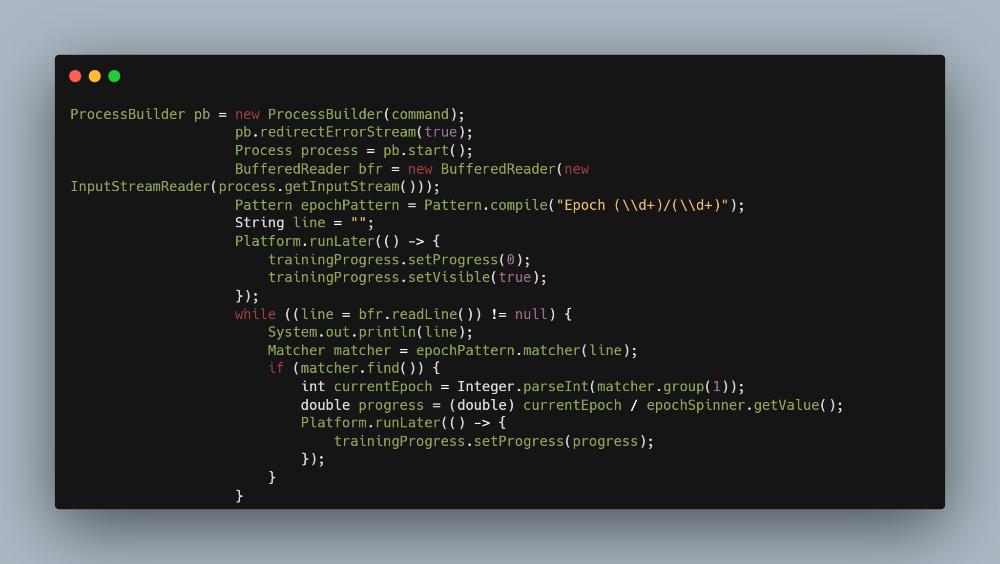 ProcessBuilder pb = new ProcessBuilder(command);
                    pb.redirectErrorStream(true);
                    Process process = pb.start();
                    BufferedReader bfr = new BufferedReader(new
InputStreamReader(process.getInputStream()));
                    Pattern epochPattern = Pattern.compile("Epoch (\\d+)/(\\d+)");
                    String line = "";
                    Platform.runLater(() -> {
                        trainingProgress.setProgress(0);
                        trainingProgress.setVisible(true);
                    });
                    while ((line = bfr.readLine()) != null) {
                        System.out.println(line);
                        Matcher matcher = epochPattern.matcher(line);
                        if (matcher.find()) {
                            int currentEpoch = Integer.parseInt(matcher.group(1));
                            double progress = (double) currentEpoch / epochSpinner.getValue();
                            Platform.runLater(() -> {
                                trainingProgress.setProgress(progress);
                            });
                        }
                    }